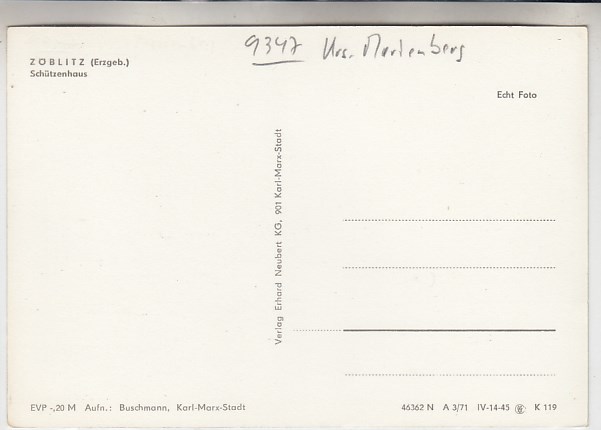 9347 Krs. Marienberg
ZÖBLITZ (Erzgeb.)
Schützenhaus
Echt Foto
Verlag Erhard Neubert KG, 901 Karl-Marx-Stadt
EVP -,20 M Aufn.: Buschmann, Karl-Marx-Stadt
46362 N A 3/71 IV-14-45 K 119